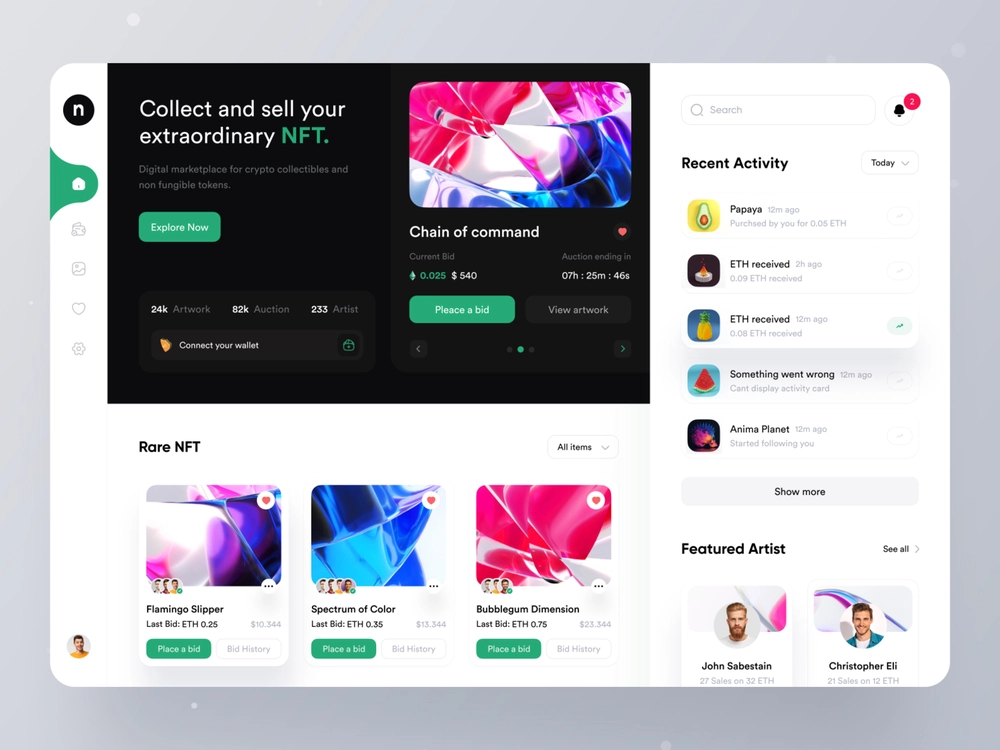 n
Collect and sell your
extraordinary NFT.
Digital marketplace for crypto collectibles and
non fungible tokens.
Explore Now
24k Artwork 82k Auction 233 Artist
Connect your wallet
Chain of command
Current Bid Auction ending in
0.025 $ 540 07h : 25m : 46s
Pleace a bid View artwork
Rare NFT All items
Flamingo Slipper
Last Bid: ETH 0.25 $10.344
Place a bid Bid History
Spectrum of Color
Last Bid: ETH 0.35 $13.344
Place a bid Bid History
Bubblegum Dimension
Last Bid: ETH 0.75 $23.344
Place a bid Bid History
Search 2
Recent Activity Today
Papaya 12m ago
Purchsed by you for 0.05 ETH
ETH received 2h ago
0.09 ETH received
ETH received 12m ago
0.08 ETH received
Something went wrong 12m ago
Cant display activity card
Anima Planet 12m ago
Started following you
Show more
Featured Artist See all
John Sabestain
27 Sales on 32 ETH
Christopher Eli
21 Sales on 12 ETH